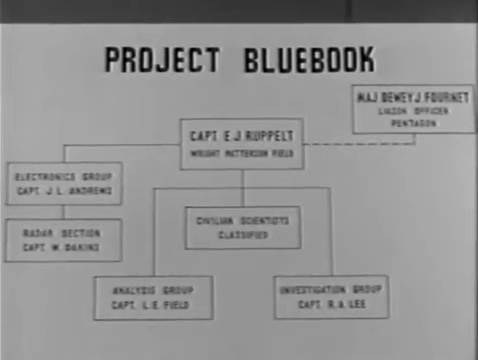 PROJECT BLUEBOOK
MAJ. DEWEY J. FOURNET
LIAISON OFFICER
PENTAGON
CAPT. E. J. RUPPELT
WRIGHT PATTERSON FIELD
ELECTRONICS GROUP
CAPT. J. L. ANDREWS
CIVILIAN SCIENTISTS
CLASSIFIED
RADAR SECTION
CAPT. W. DAKINS
ANALYSIS GROUP
CAPT. L. E. FIELD
INVESTIGATION GROUP
CAPT. R. A. LEE